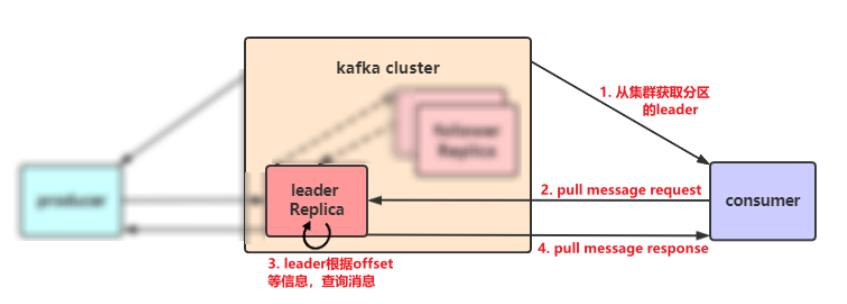 kafka cluster
1. 从集群获取分区
的leader
follower
Replica
producer
leader
Replica
2. pull message request
consumer
4. pull message response
3. leader根据offset
等信息，查询消息